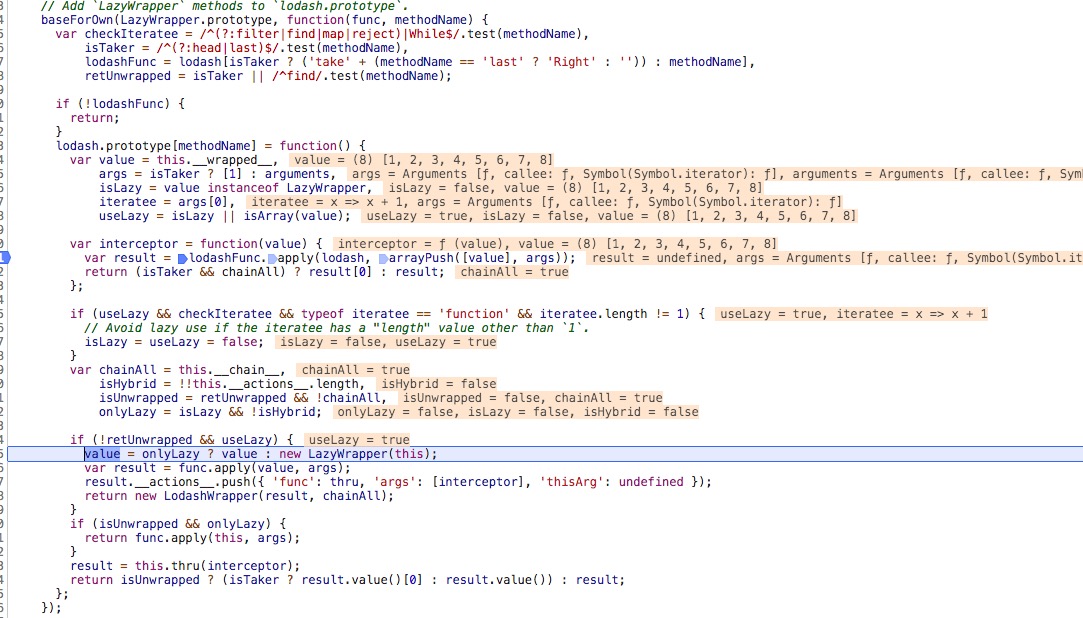 // Add `LazyWrapper` methods to `lodash.prototype`.
baseForOwn(LazyWrapper.prototype, function(func, methodName) {
var checkIteratee = /^(?:filter|find|map|reject)|While$/.test(methodName),
isTaker = /^(?:head|last)$/.test(methodName),
lodashFunc = lodash[isTaker ? ('take' + (methodName == 'last' ? 'Right' : '')) : methodName],
retUnwrapped = isTaker || /^find/.test(methodName);
if (!lodashFunc) {
return;
}
lodash.prototype[methodName] = function() {
var value = this.__wrapped__, value = (8) [1, 2, 3, 4, 5, 6, 7, 8]
args = isTaker ? [1] : arguments, args = Arguments [ƒ, callee: ƒ, Symbol(Symbol.iterator): ƒ], arguments = Arguments [ƒ, callee: ƒ, Sym
isLazy = value instanceof LazyWrapper, isLazy = false, value = (8) [1, 2, 3, 4, 5, 6, 7, 8]
iteratee = args[0], iteratee = x => x + 1, args = Arguments [ƒ, callee: ƒ, Symbol(Symbol.iterator): ƒ]
useLazy = isLazy || isArray(value); useLazy = true, isLazy = false, value = (8) [1, 2, 3, 4, 5, 6, 7, 8]
var interceptor = function(value) { interceptor = ƒ (value), value = (8) [1, 2, 3, 4, 5, 6, 7, 8]
var result = lodashFunc.apply(lodash, arrayPush([value], args)); result = undefined, args = Arguments [ƒ, callee: ƒ, Symbol(Symbol.it
return (isTaker && chainAll) ? result[0] : result; chainAll = true
};
if (useLazy && checkIteratee && typeof iteratee == 'function' && iteratee.length != 1) { useLazy = true, iteratee = x => x + 1
// Avoid lazy use if the iteratee has a "length" value other than `1`.
isLazy = useLazy = false; isLazy = false, useLazy = true
}
var chainAll = this.__chain__, chainAll = true
isHybrid = !!this.__actions__.length, isHybrid = false
isUnwrapped = retUnwrapped && !chainAll, isUnwrapped = false, chainAll = true
onlyLazy = isLazy && !isHybrid; onlyLazy = false, isLazy = false, isHybrid = false
if (!retUnwrapped && useLazy) { useLazy = true
value = onlyLazy ? value : new LazyWrapper(this);
var result = func.apply(value, args);
result.__actions__.push({ 'func': thru, 'args': [interceptor], 'thisArg': undefined });
return new LodashWrapper(result, chainAll);
}
if (isUnwrapped && onlyLazy) {
return func.apply(this, args);
}
result = this.thru(interceptor);
return isUnwrapped ? (isTaker ? result.value()[0] : result.value()) : result;
};
});